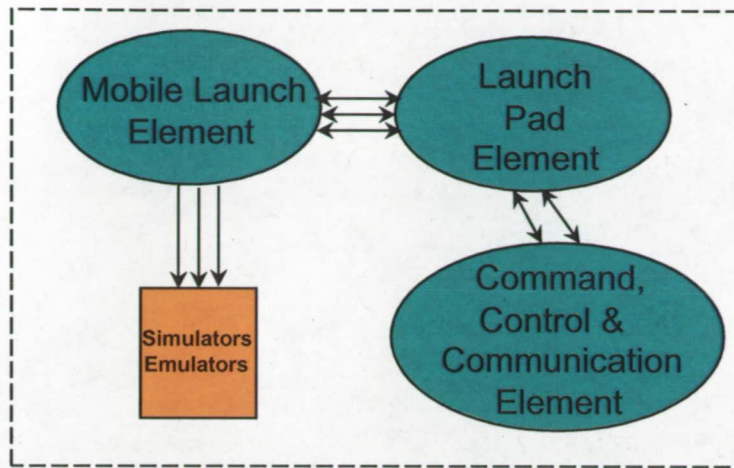 Mobile Launch
Element
Launch
Pad
Element
Simulators
Emulators
Command,
Control &
Communication
Element